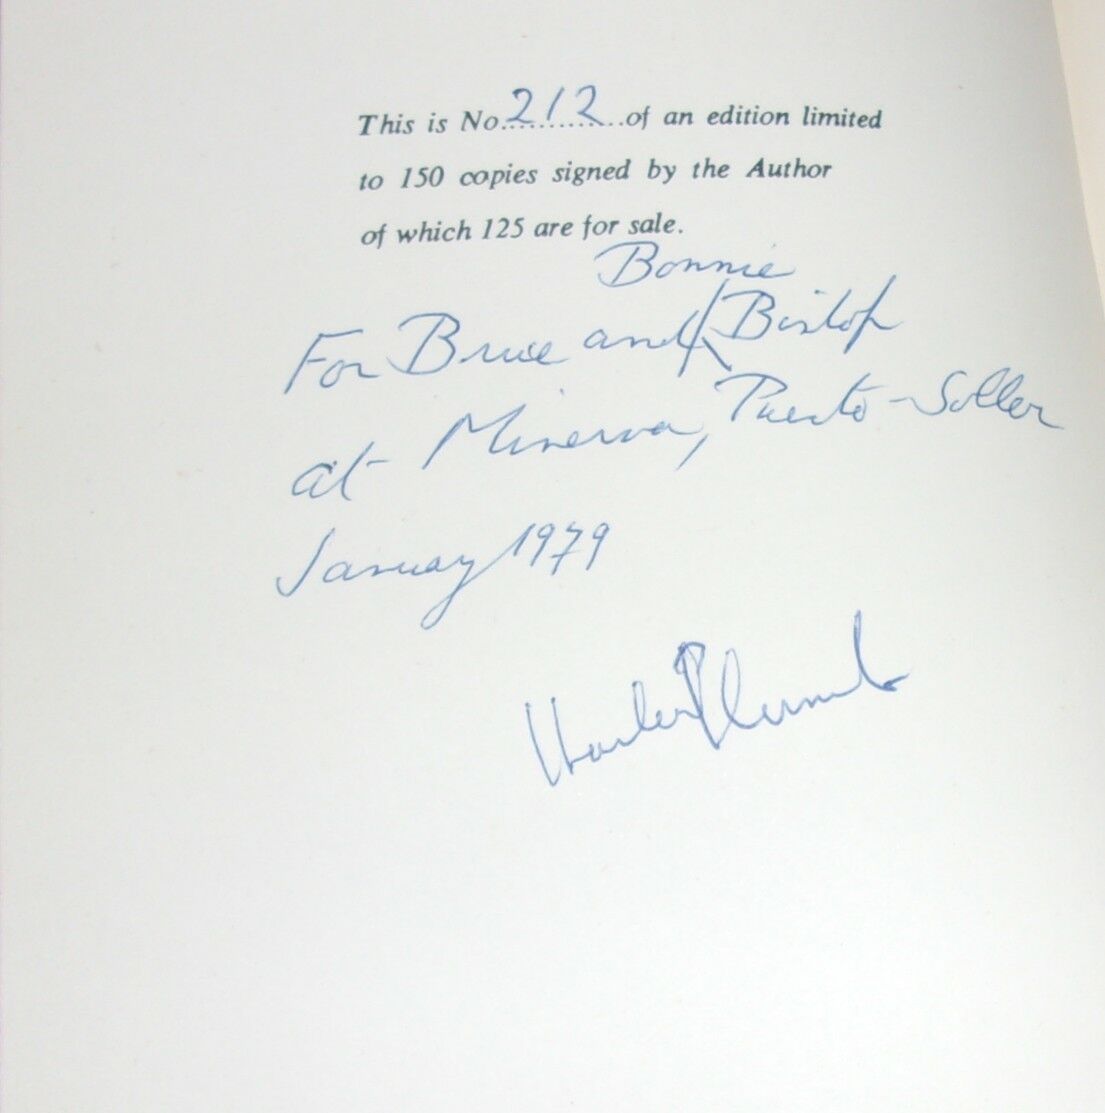 This is No. 212 of an edition limited
to 150 copies signed by the Author
of which 125 are for sale.
Bonnie
For Bruce and Bishop
at Minerva, Puerto-Soller
January 1979